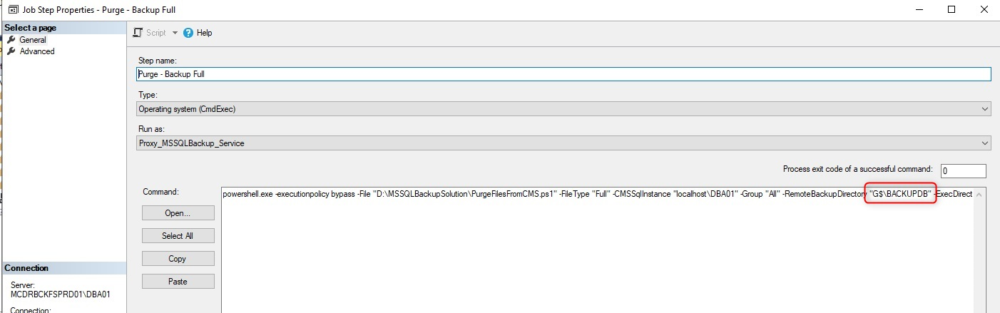 Job Step Properties - Purge - Backup Full
Select a page
General
Advanced
Script
Help
Step name:
Purge - Backup Full
Type:
Operating system (CmdExec)
Run as:
Proxy_MSSQLBackup_Service
Process exit code of a successful command:
0
Command:
powershell.exe -executionpolicy bypass -File "D:\MSSQLBackupSolution\PurgeFilesFromCMS.ps1" -FileType "Full" -CMSSqlInstance "localhost\DBA01" -Group "All" -RemoteBackupDirectory "G$\BACKUPDB" -ExecDirect
Open...
Select All
Copy
Paste
Connection
Server:
MCDRBCKFSPRD01\DBA01
Connection: